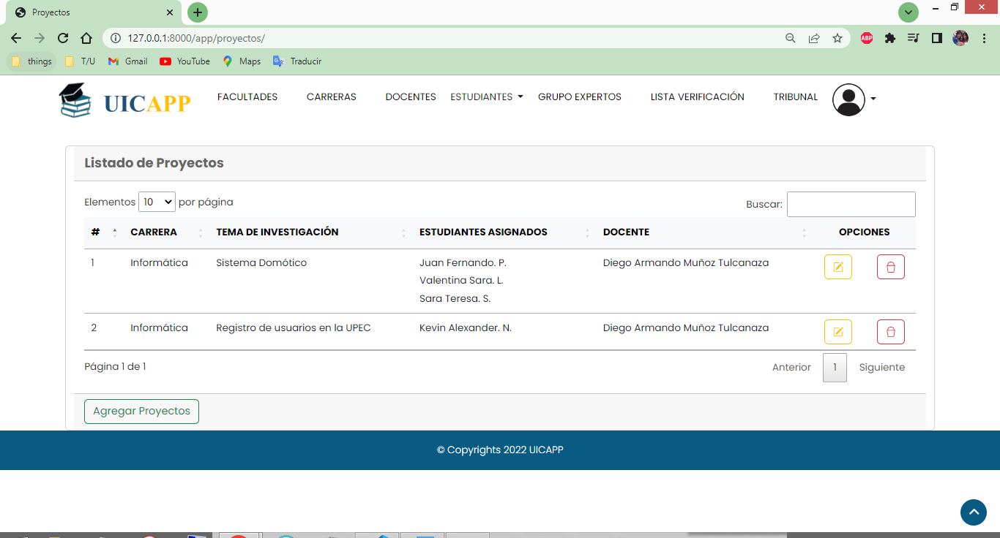 Proyectos
127.0.0.1:8000/app/proyectos/
ABP
things T/U Gmail YouTube Maps Traducir
UICAPP FACULTADES CARRERAS DOCENTES ESTUDIANTES GRUPO EXPERTOS LISTA VERIFICACIÓN TRIBUNAL
Listado de Proyectos
Elementos 10 por página Buscar:
# CARRERA TEMA DE INVESTIGACIÓN ESTUDIANTES ASIGNADOS DOCENTE OPCIONES
1 Informática Sistema Domótico Juan Fernando. P. Diego Armando Muñoz Tulcanaza
Valentina Sara. L.
Sara Teresa. S.
2 Informática Registro de usuarios en la UPEC Kevin Alexander. N. Diego Armando Muñoz Tulcanaza
Página 1 de 1 Anterior 1 Siguiente
Agregar Proyectos
© Copyrights 2022 UICAPP